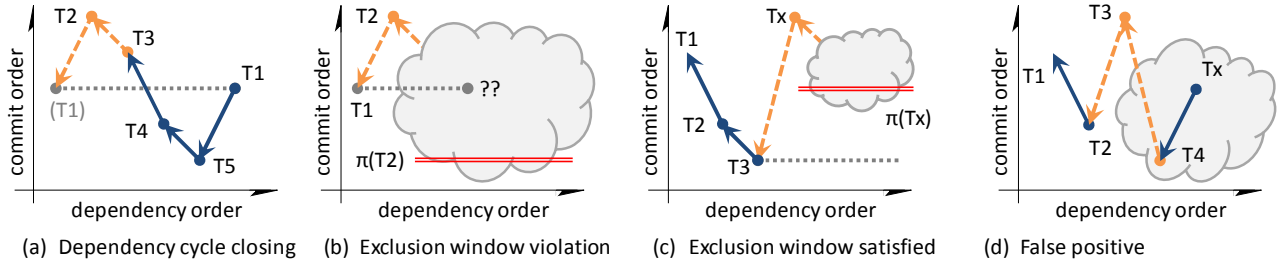 commit order
T2
T3
(T1)
T4
T1
T5
dependency order
(a) Dependency cycle closing
commit order
T2
T1
??
π(T2)
dependency order
(b) Exclusion window violation
commit order
T1
Tx
T2
T3
π(Tx)
dependency order
(c) Exclusion window satisfied
commit order
T3
T1
Tx
T2
T4
dependency order
(d) False positive